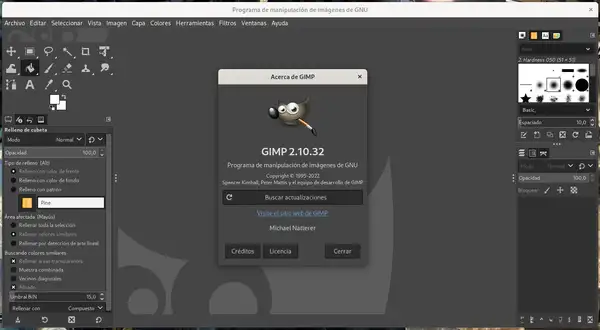 Programa de manipulación de imágenes de GNU
Archivo Editar Seleccionar Vista Imagen Capa Colores Herramientas Filtros Ventanas Ayuda
Relleno de cubeta
Modo Normal
Opacidad 100,0
Tipo de relleno (Alt)
Relleno con color de frente
Relleno con color de fondo
Relleno con patrón
Pine
Área afectada (Mayús)
Rellenar toda la selección
Rellenar colores similares
Rellenar por detección de arte lineal
Buscando colores similares
Rellenar áreas transparentes
Muestra combinada
Vecinos diagonales
Alisado
Umbral 15,0
Rellenar con Compuesto
Acerca de GIMP
GIMP 2.10.32
Programa de manipulación de imágenes de GNU
Copyright © 1995-2022
Spencer Kimball, Peter Mattis y el equipo de desarrollo de GIMP
Buscar actualizaciones
Visite el sitio web de GIMP
Michael Natterer
Créditos Licencia Cerrar
2. Hardness 050 (51 × 51)
Basic,
Espaciado 10,0
Modo Normal
Opacidad 100,0
Bloquear: